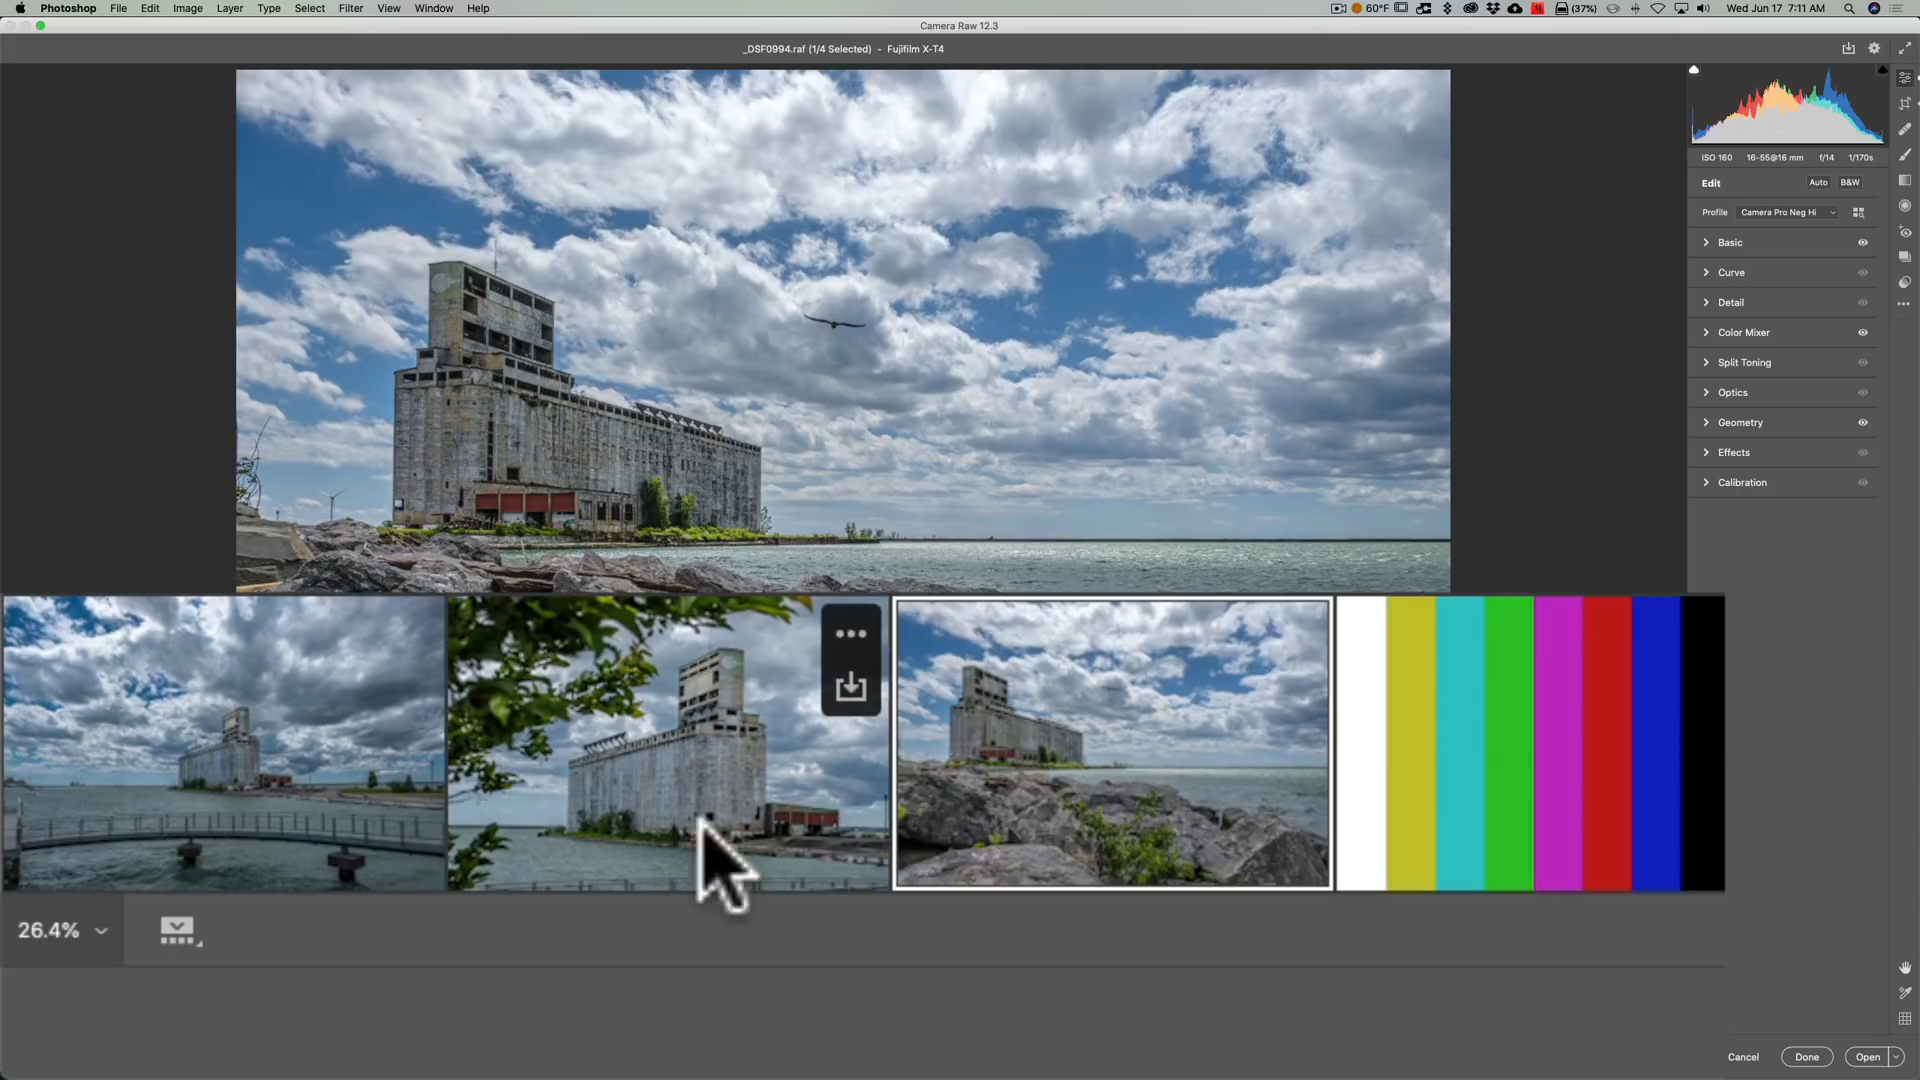 Photoshop File Edit Image Layer Type Select Filter View Window Help 60°F (37%) Wed Jun 17 7:11 AM
Camera Raw 12.3
_DSF0994.raf (1/4 Selected) - Fujifilm X-T4
ISO 160 16-55@16 mm f/14 1/170s
Edit Auto B&W
Profile Camera Pro Neg Hi
Basic
Curve
Detail
Color Mixer
Split Toning
Optics
Geometry
Effects
Calibration
26.4%
Cancel Done Open